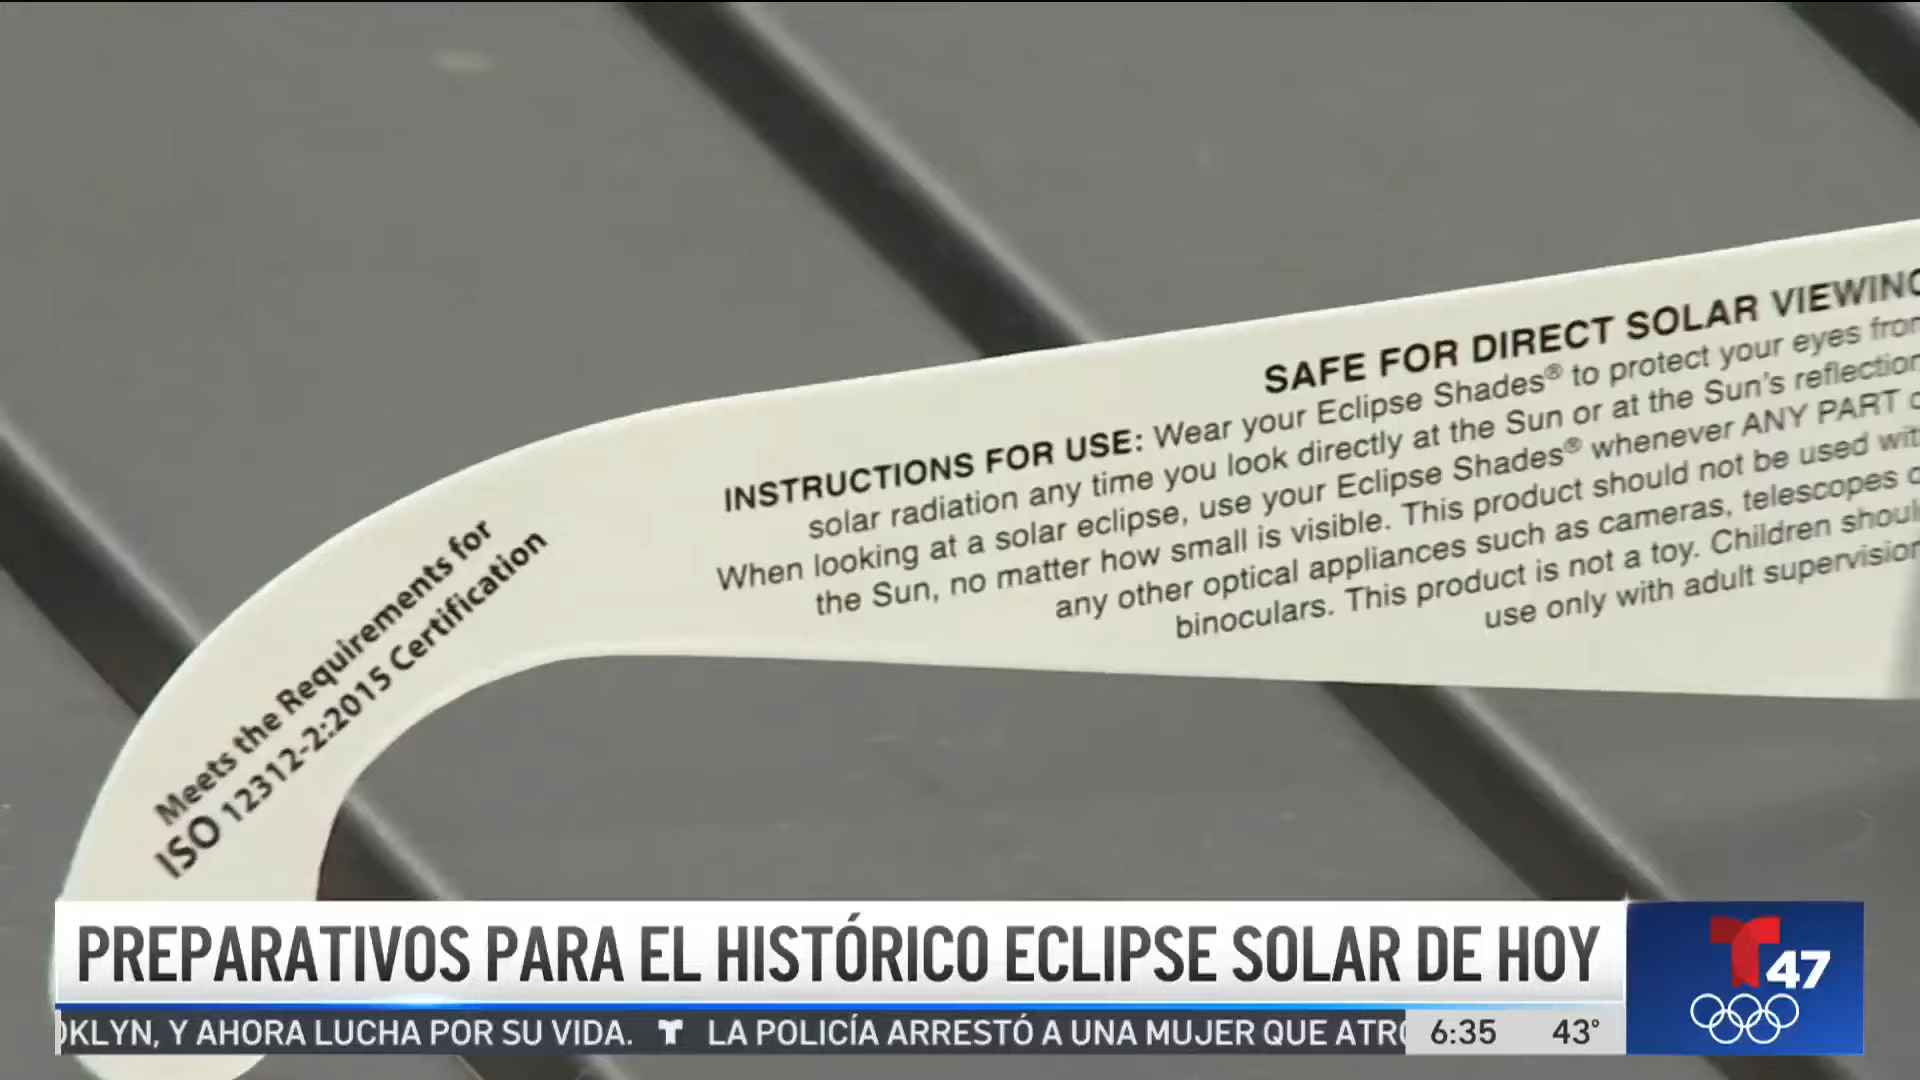 SAFE FOR DIRECT SOLAR VIEWING
INSTRUCTIONS FOR USE: Wear your Eclipse Shades® to protect your eyes from
solar radiation any time you look directly at the Sun or at the Sun's reflection
When looking at a solar eclipse, use your Eclipse Shades® whenever ANY PART
the Sun, no matter how small is visible. This product should not be used with
any other optical appliances such as cameras, telescopes
binoculars. This product is not a toy. Children should
use only with adult supervision
Meets the Requirements for
ISO 12312-2:2015 Certification
PREPARATIVOS PARA EL HISTÓRICO ECLIPSE SOLAR DE HOY
OKLYN, Y AHORA LUCHA POR SU VIDA. T LA POLICÍA ARRESTÓ A UNA MUJER QUE ATRO
6:35 43°
T 47